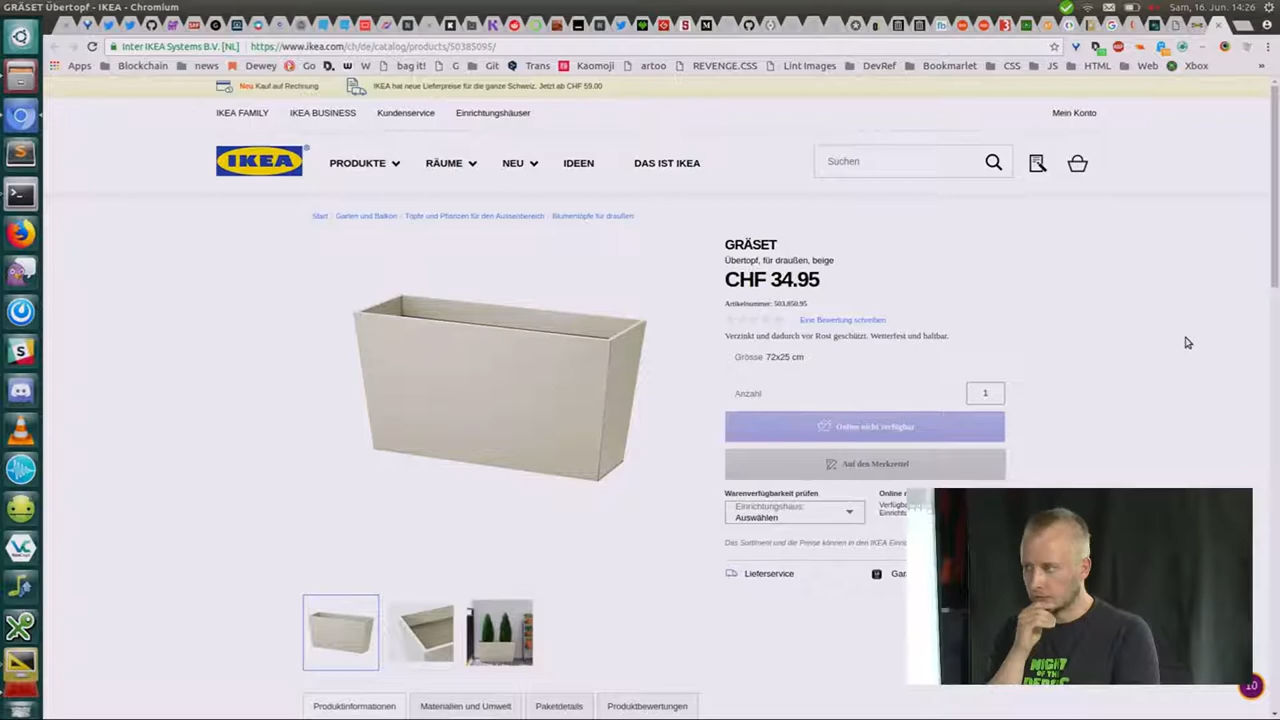 GRÄSET Übertopf - IKEA - Chromium
Sam, 16. Jun. 14:26
Inter IKEA Systems B.V. [NL]
https://www.ikea.com/ch/de/catalog/products/50385095/
Apps
Blockchain
news
Dewey
Go
D.
W
bag it!
G
Git
Trans
Kaomoji
artoo
REVENGE.CSS
Lint Images
DevRef
Bookmarklet
CSS
JS
HTML
Web
Xbox
»
Neu Kauf auf Rechnung
IKEA hat neue Lieferpreise für die ganze Schweiz. Jetzt ab CHF 59.00
IKEA FAMILY
IKEA BUSINESS
Kundenservice
Einrichtungshäuser
Mein Konto
IKEA
PRODUKTE
RÄUME
NEU
IDEEN
DAS IST IKEA
Suchen
Start
Garten und Balkon
Töpfe und Pflanzen für den Aussenbereich
Blumentöpfe für draußen
GRÄSET
Übertopf, für draußen, beige
CHF 34.95
Artikelnummer: 503.850.95
Eine Bewertung schreiben
Verzinkt und dadurch vor Rost geschützt. Wetterfest und haltbar.
Grösse 72x25 cm
Anzahl
1
Online nicht verfügbar
Auf den Merkzettel
Warenverfügbarkeit prüfen
Einrichtungshaus:
Auswählen
Online
Das Sortiment und die Preise können in den IKEA
Lieferservice
NIGHT
OF THE
Produktinformationen
Materialien und Umwelt
Paketdetails
Produktbewertungen